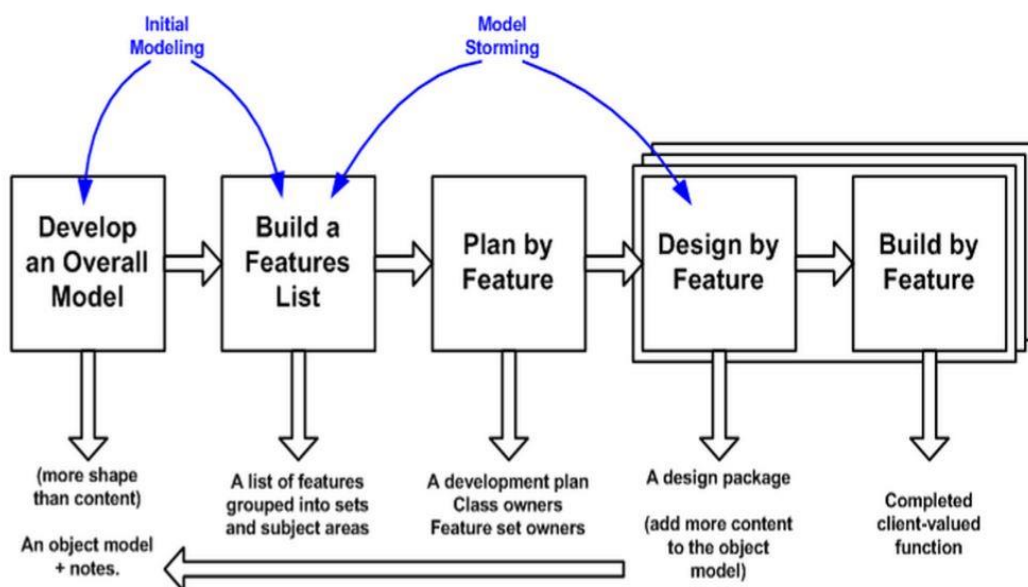 Initial
Modeling
Model
Storming
Develop
an Overall
Model
Build a
Features
List
Plan by
Feature
Design by
Feature
Build by
Feature
(more shape
than content)
An object model
+ notes.
A list of features
grouped into sets
and subject areas
A development plan
Class owners
Feature set owners
A design package
(add more content
to the object
model)
Completed
client-valued
function